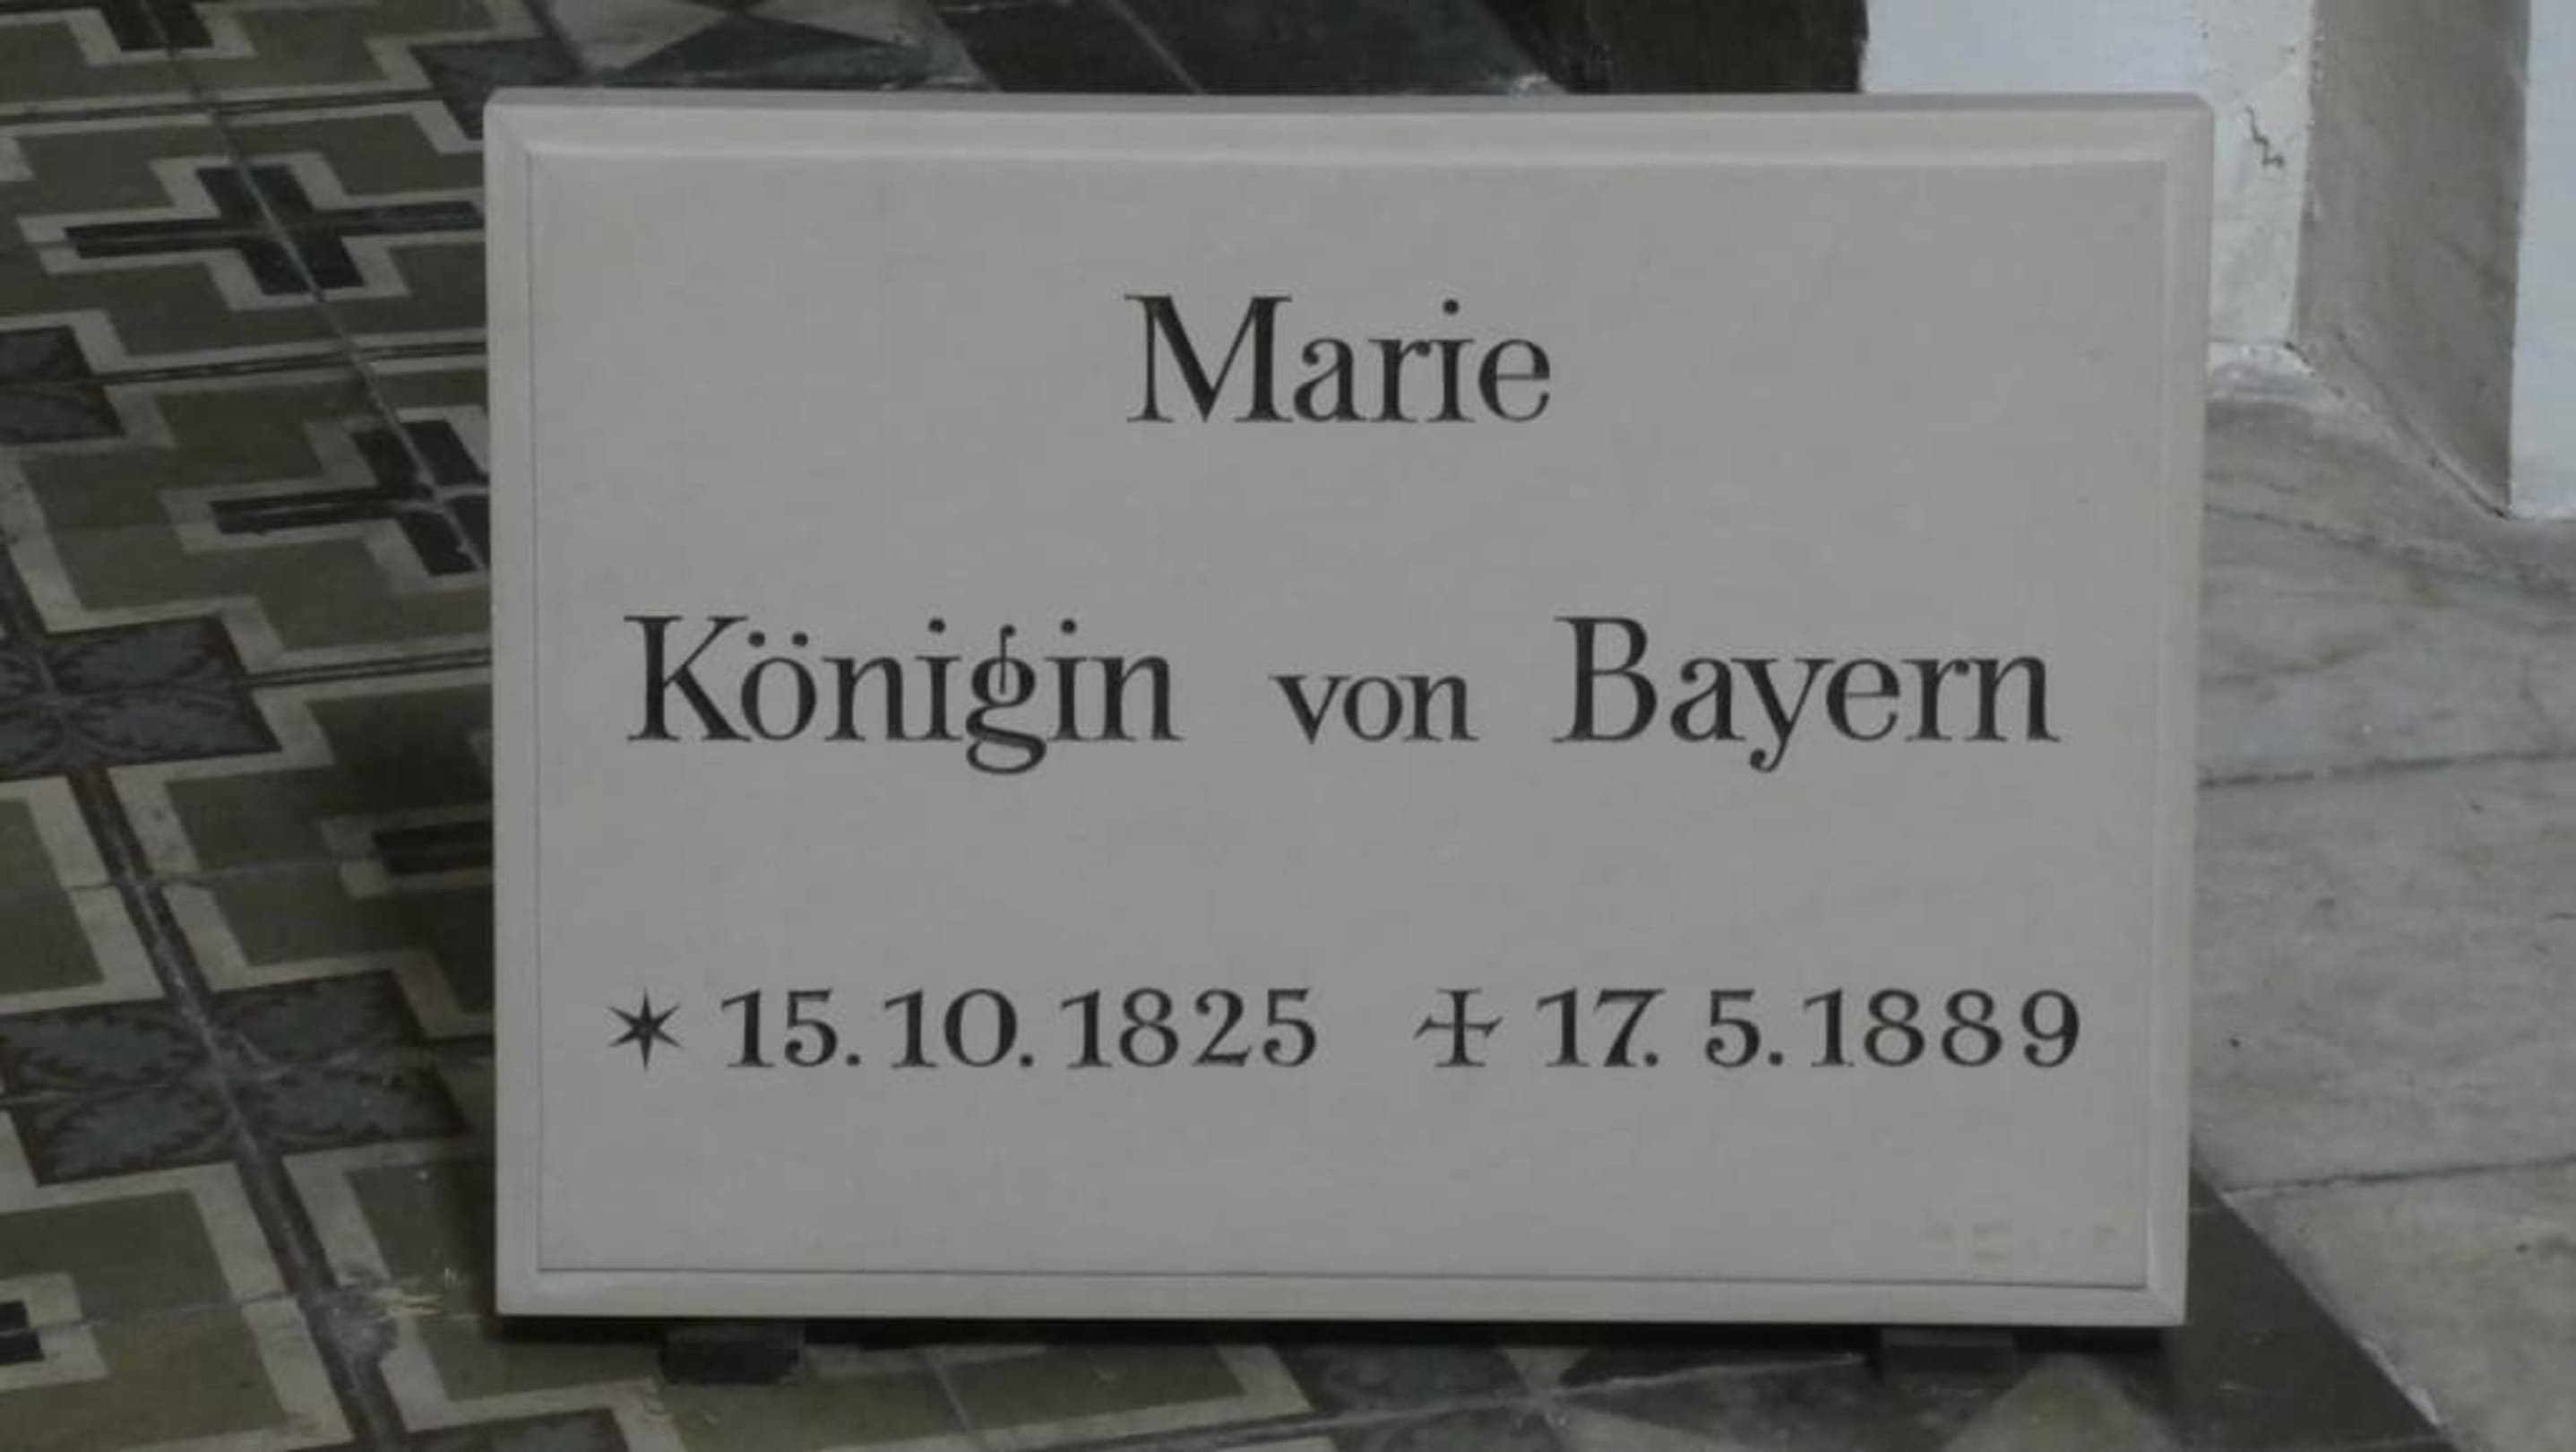 Marie
Königin von Bayern
✶ 15.10.1825 ✢ 17. 5.1889